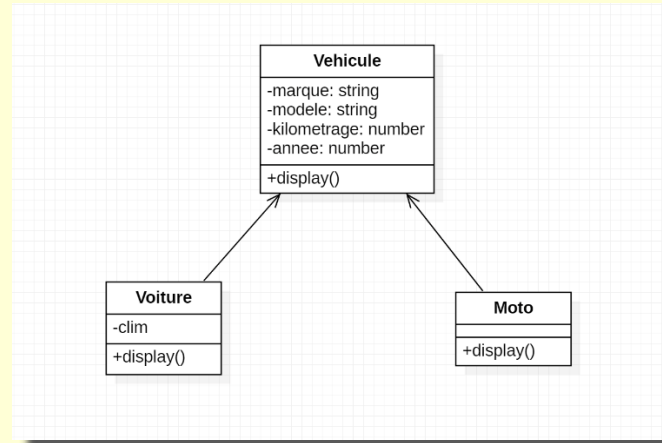 Vehicule
-marque: string
-modele: string
-kilometrage: number
-annee: number
+display()
Voiture
-clim
+display()
Moto
+display()